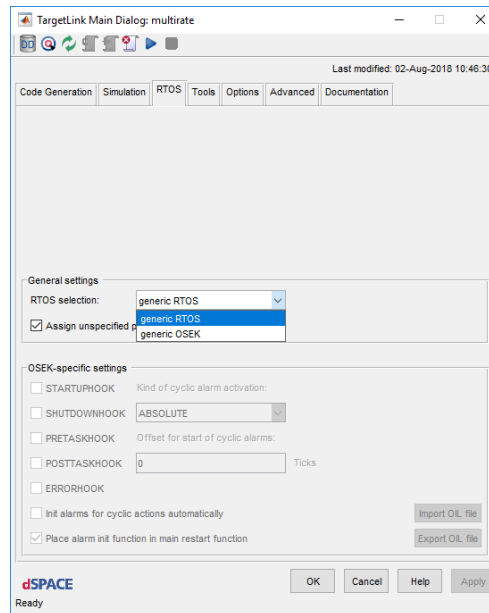 TargetLink Main Dialog: multirate
DD
Last modified: 02-Aug-2018 10:46:30
Code Generation Simulation RTOS Tools Options Advanced Documentation
General settings
RTOS selection: generic RTOS
generic RTOS
Assign unspecified p
generic OSEK
OSEK-specific settings
STARTUPHOOK Kind of cyclic alarm activation:
SHUTDOWNHOOK ABSOLUTE
PRETASKHOOK Offset for start of cyclic alarms:
POSTTASKHOOK 0 Ticks
ERRORHOOK
Init alarms for cyclic actions automatically Import OIL file
Place alarm init function in main restart function Export OIL file
dSPACE OK Cancel Help Apply
Ready